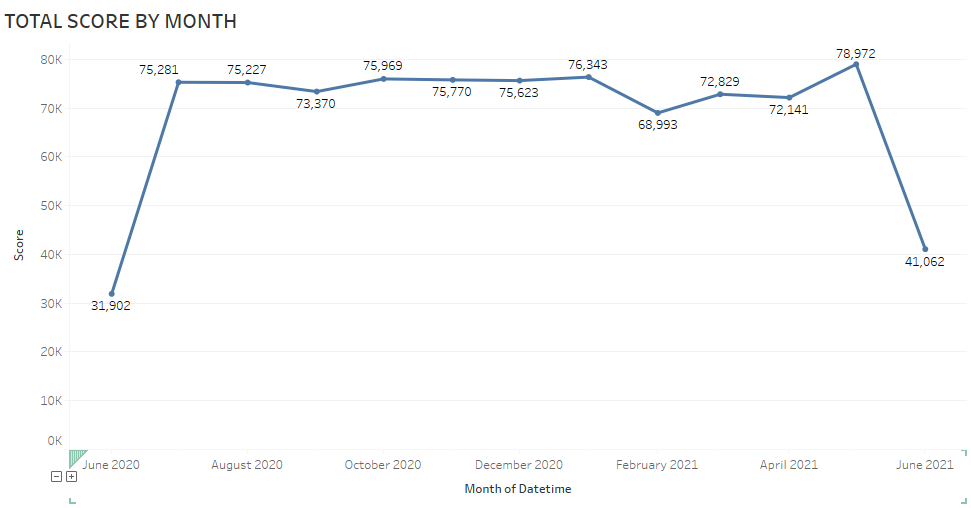 TOTAL SCORE BY MONTH
80K
70K
60K
50K
40K
30K
20K
10K
0K
Score
31,902
75,281
75,227
73,370
75,969
75,770
75,623
76,343
68,993
72,829
72,141
78,972
41,062
June 2020
August 2020
October 2020
December 2020
February 2021
April 2021
June 2021
Month of Datetime